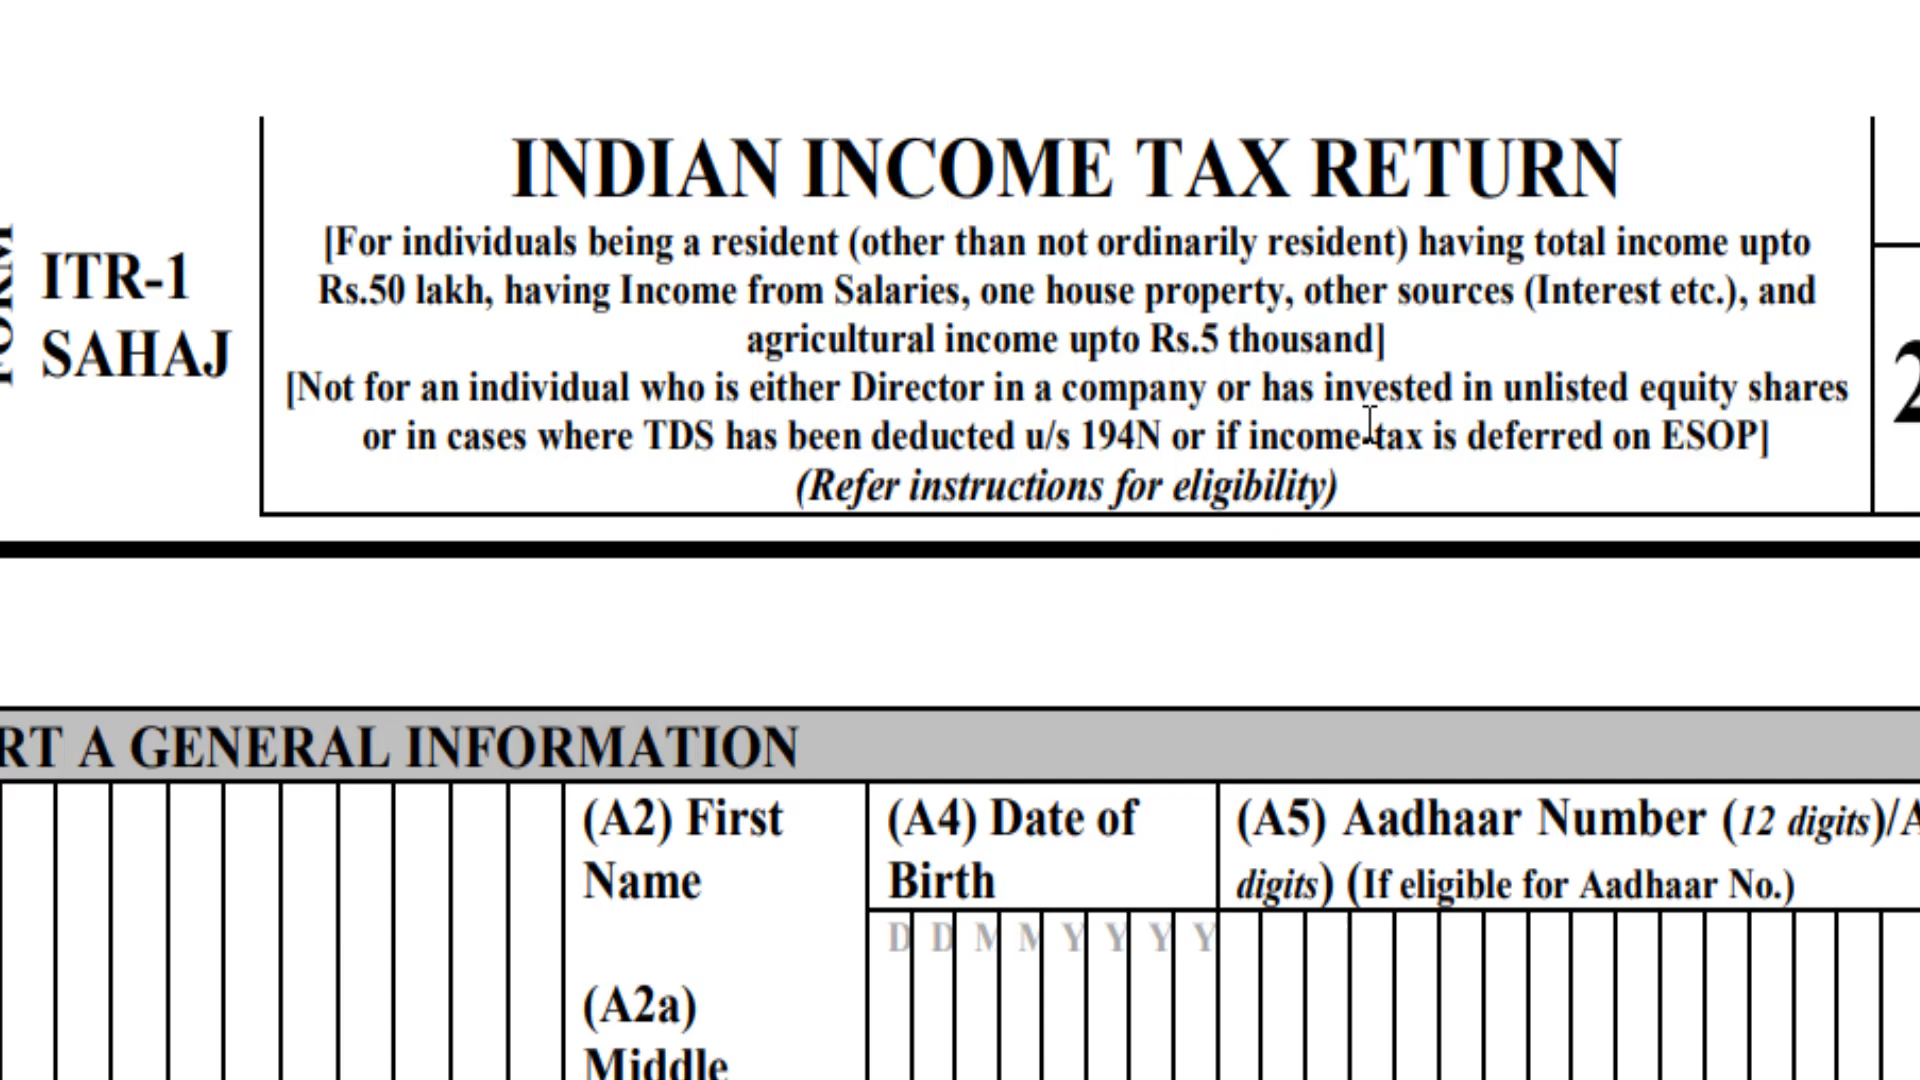 INDIAN INCOME TAX RETURN
[For individuals being a resident (other than not ordinarily resident) having total income upto
Rs.50 lakh, having Income from Salaries, one house property, other sources (Interest etc.), and
agricultural income upto Rs.5 thousand]
[Not for an individual who is either Director in a company or has invested in unlisted equity shares
or in cases where TDS has been deducted u/s 194N or if income-tax is deferred on ESOP]
(Refer instructions for eligibility)
FORM
ITR-1
SAHAJ
2
RT A GENERAL INFORMATION
(A2) First
Name
(A2a)
Middle
(A4) Date of
Birth
D D M M Y Y Y Y
(A5) Aadhaar Number (12 digits)/A
digits) (If eligible for Aadhaar No.)